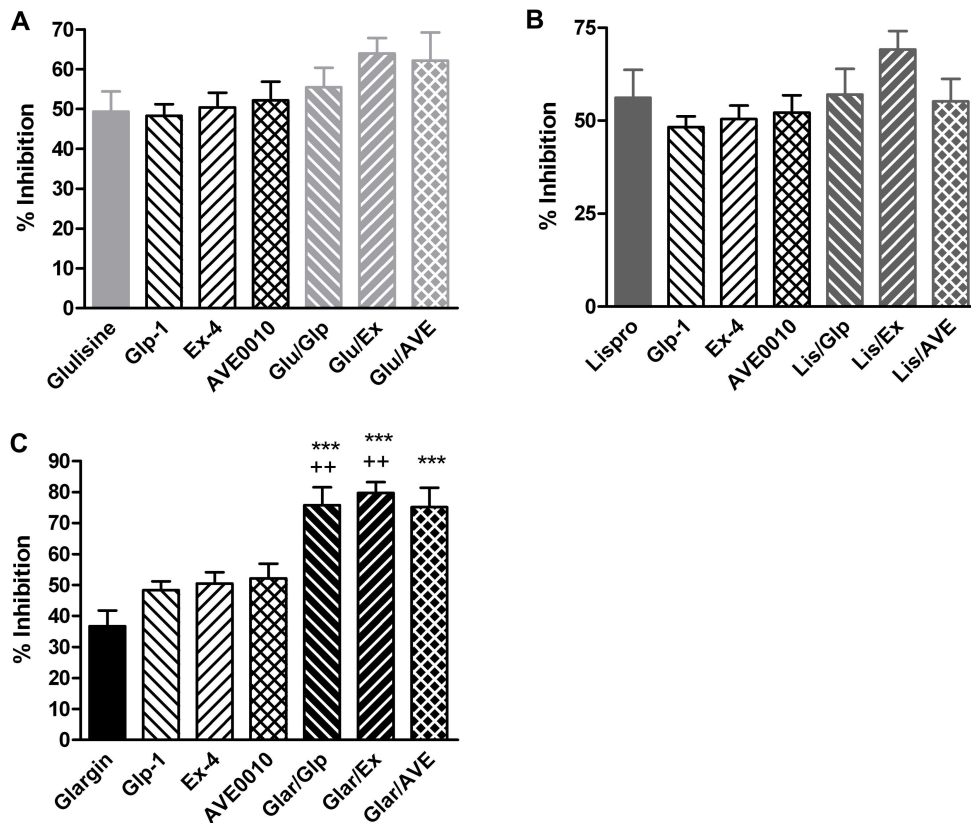 A
% Inhibition
70
60
50
40
30
20
10
0
Glulisine
Glp-1
Ex-4
AVE0010
Glu/Glp
Glu/Ex
Glu/AVE
B
% Inhibition
75
50
25
0
Lispro
Glp-1
Ex-4
AVE0010
Lis/Glp
Lis/Ex
Lis/AVE
C
% Inhibition
90
80
70
60
50
40
30
20
10
0
*** *** ***
++ ++
Glargin
Glp-1
Ex-4
AVE0010
Glar/Glp
Glar/Ex
Glar/AVE